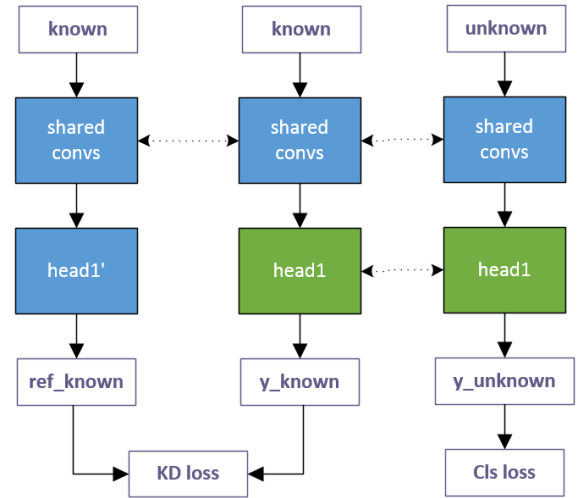 known
known
unknown
shared
convs
shared
convs
shared
convs
head1'
head1
head1
ref_known
y_known
y_unknown
KD loss
Cls loss